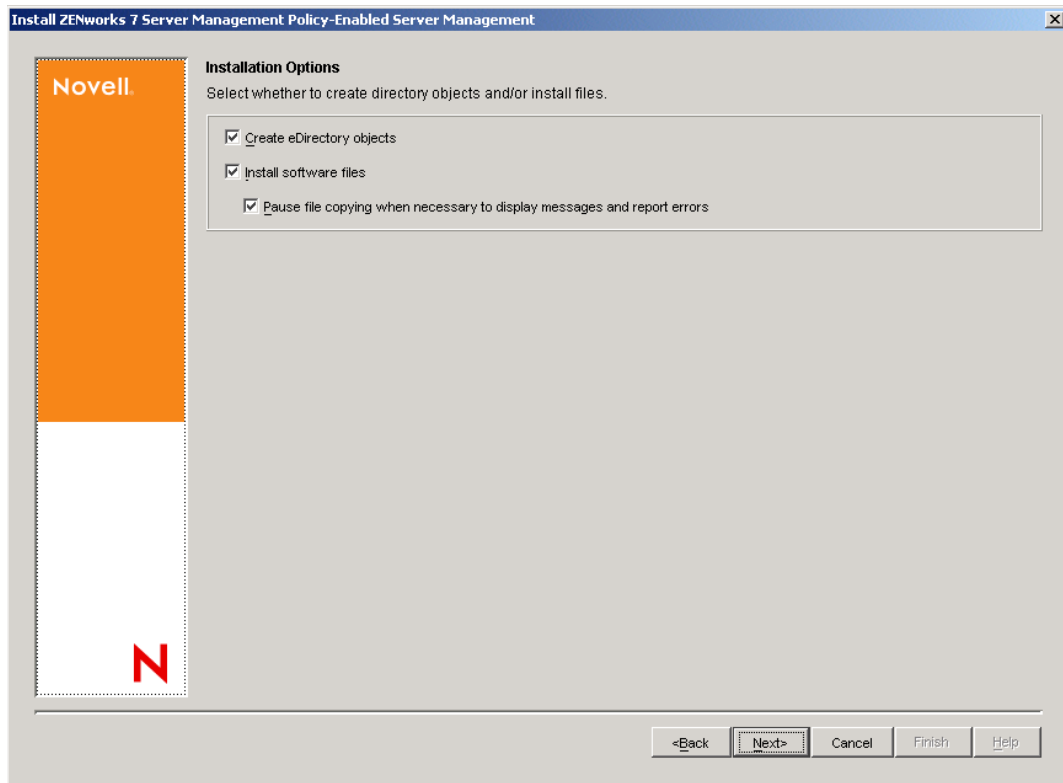 Install ZENworks 7 Server Management Policy-Enabled Server Management
Novell.
Installation Options
Select whether to create directory objects and/or install files.
Create eDirectory objects
Install software files
Pause file copying when necessary to display messages and report errors
N
<Back
Next>
Cancel
Finish
Help